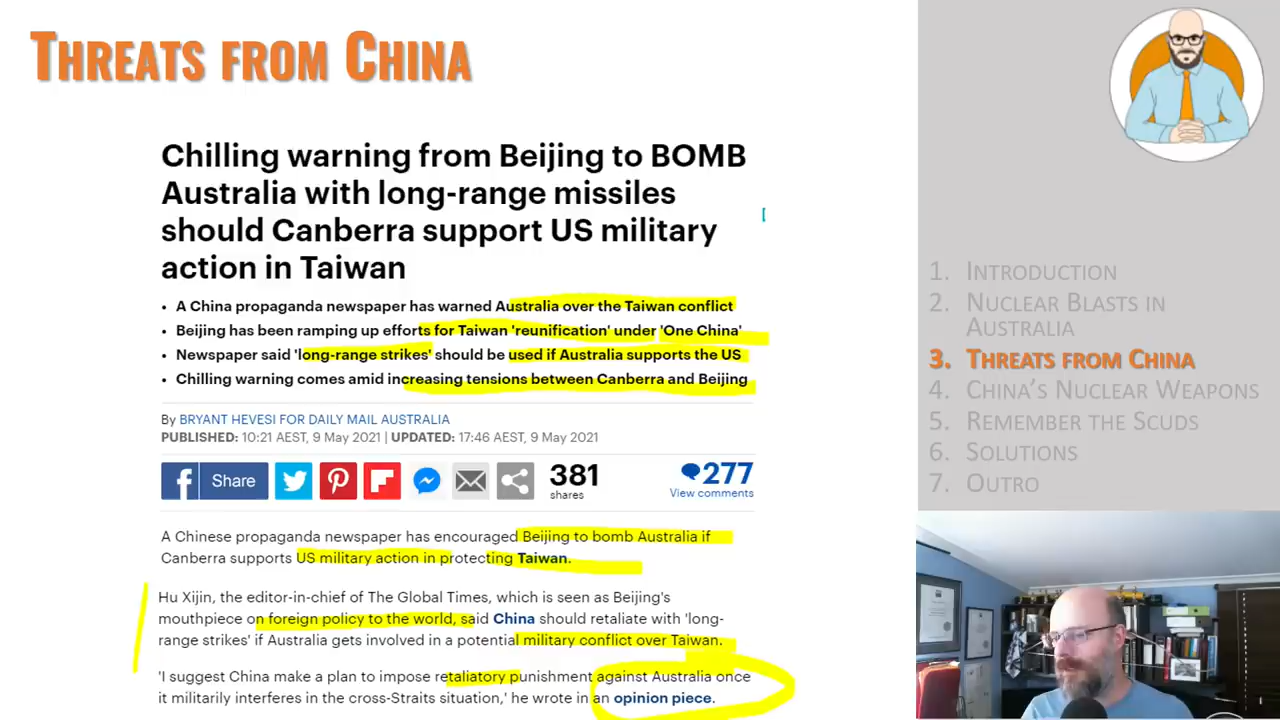 THREATS FROM CHINA
Chilling warning from Beijing to BOMB
Australia with long-range missiles
should Canberra support US military
action in Taiwan
• A China propaganda newspaper has warned Australia over the Taiwan conflict
• Beijing has been ramping up efforts for Taiwan 'reunification' under 'One China'
• Newspaper said 'long-range strikes' should be used if Australia supports the US
• Chilling warning comes amid increasing tensions between Canberra and Beijing
By BRYANT HEVESI FOR DAILY MAIL AUSTRALIA
PUBLISHED: 10:21 AEST, 9 May 2021 | UPDATED: 17:46 AEST, 9 May 2021
Share
381
shares
277
View comments
A Chinese propaganda newspaper has encouraged Beijing to bomb Australia if
Canberra supports US military action in protecting Taiwan.
Hu Xijin, the editor-in-chief of The Global Times, which is seen as Beijing's
mouthpiece on foreign policy to the world, said China should retaliate with 'long-
range strikes' if Australia gets involved in a potential military conflict over Taiwan.
'I suggest China make a plan to impose retaliatory punishment against Australia once
it militarily interferes in the cross-Straits situation,' he wrote in an opinion piece.
1. INTRODUCTION
2. NUCLEAR BLASTS IN
AUSTRALIA
3. THREATS FROM CHINA
4. CHINA'S NUCLEAR WEAPONS
5. REMEMBER THE SCUDS
6. SOLUTIONS
7. OUTRO